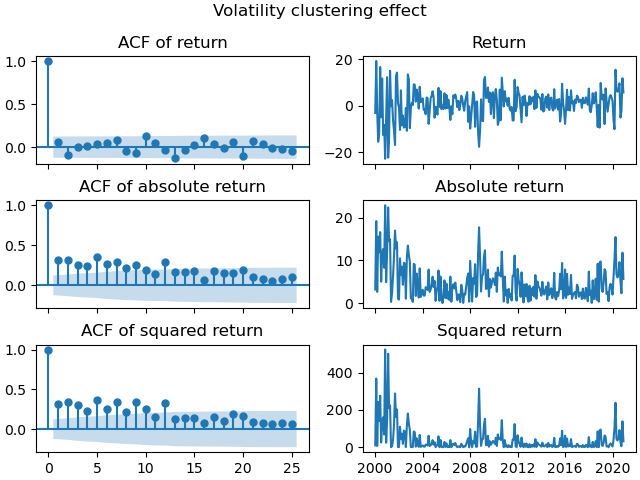 Volatility clustering effect
ACF of return
1.0
0.5
0.0
Return
20
0
−20
ACF of absolute return
1.0
0.5
0.0
Absolute return
20
10
0
ACF of squared return
1.0
0.5
0.0
0 5 10 15 20 25
Squared return
400
200
0
2000 2004 2008 2012 2016 2020